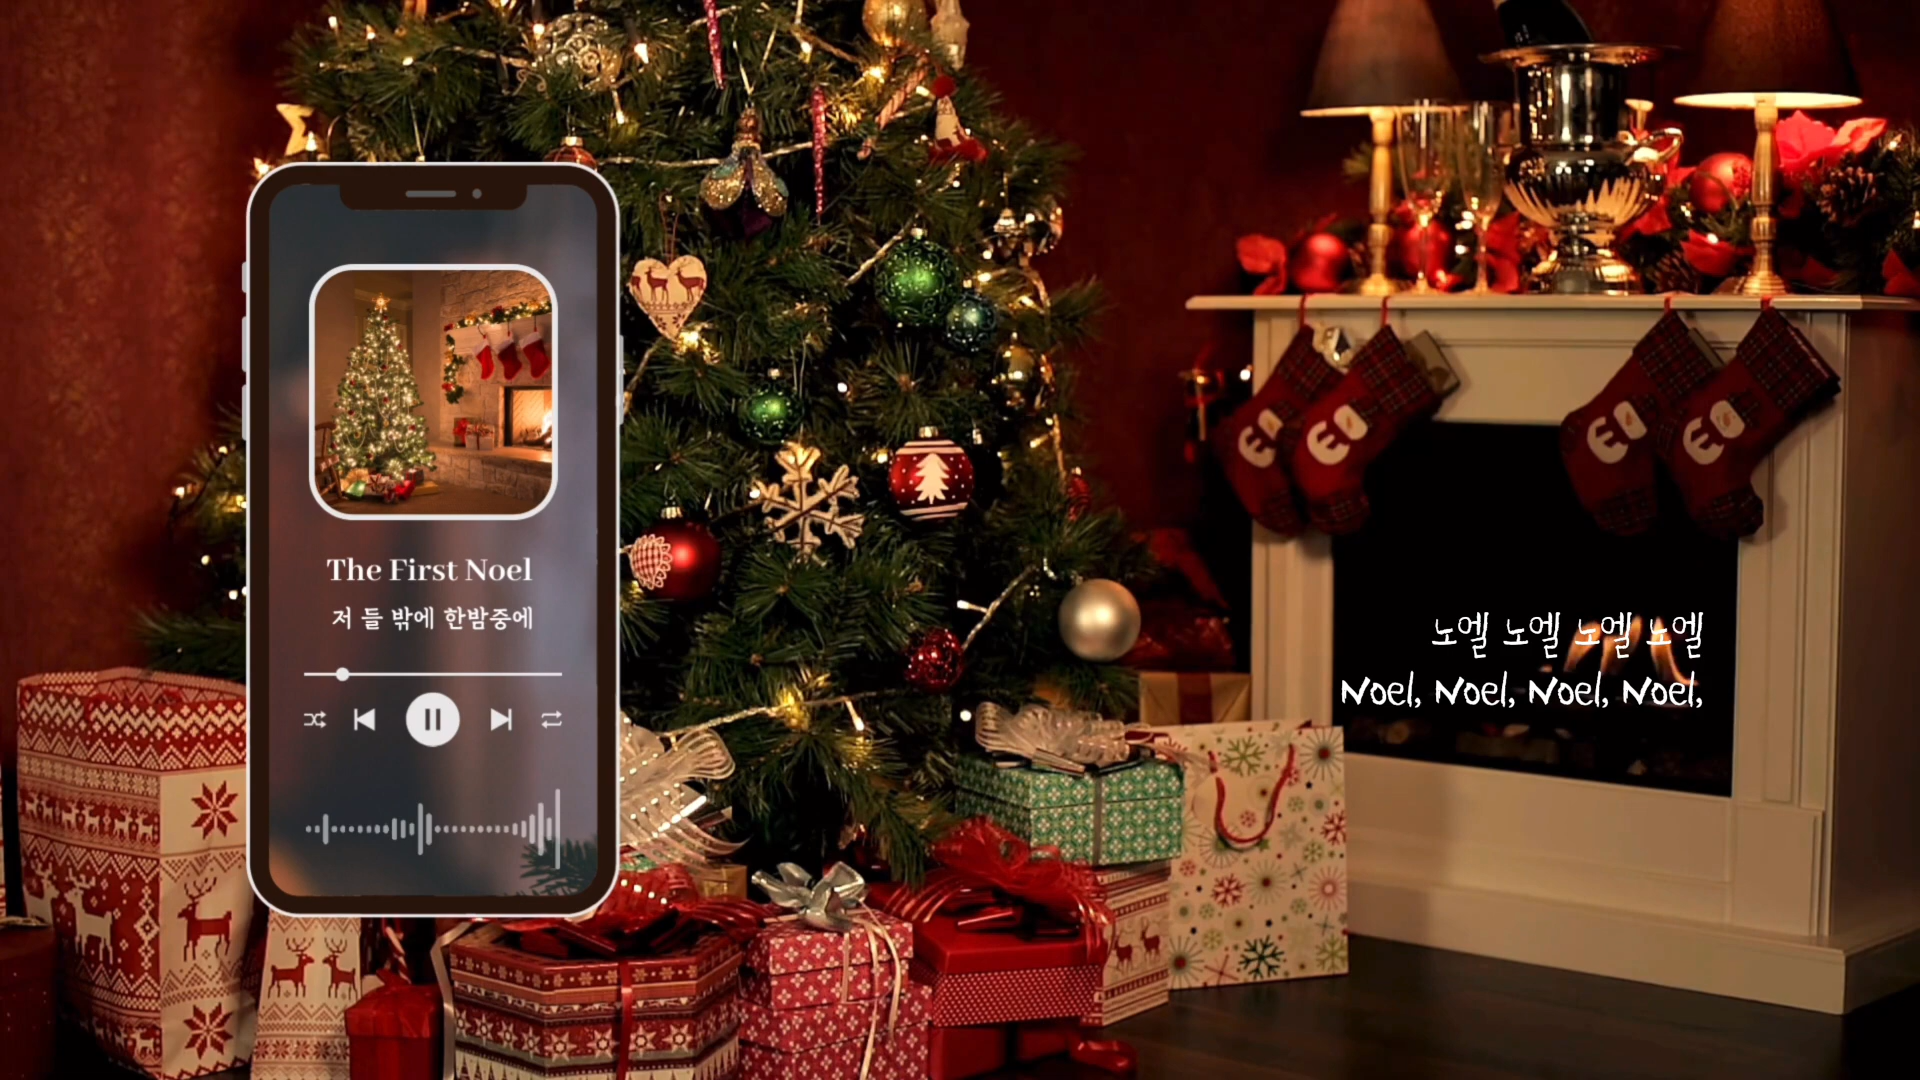 The First Noel
저 들 밖에 한밤중에
노엘 노엘 노엘 노엘
Noel, Noel, Noel, Noel,